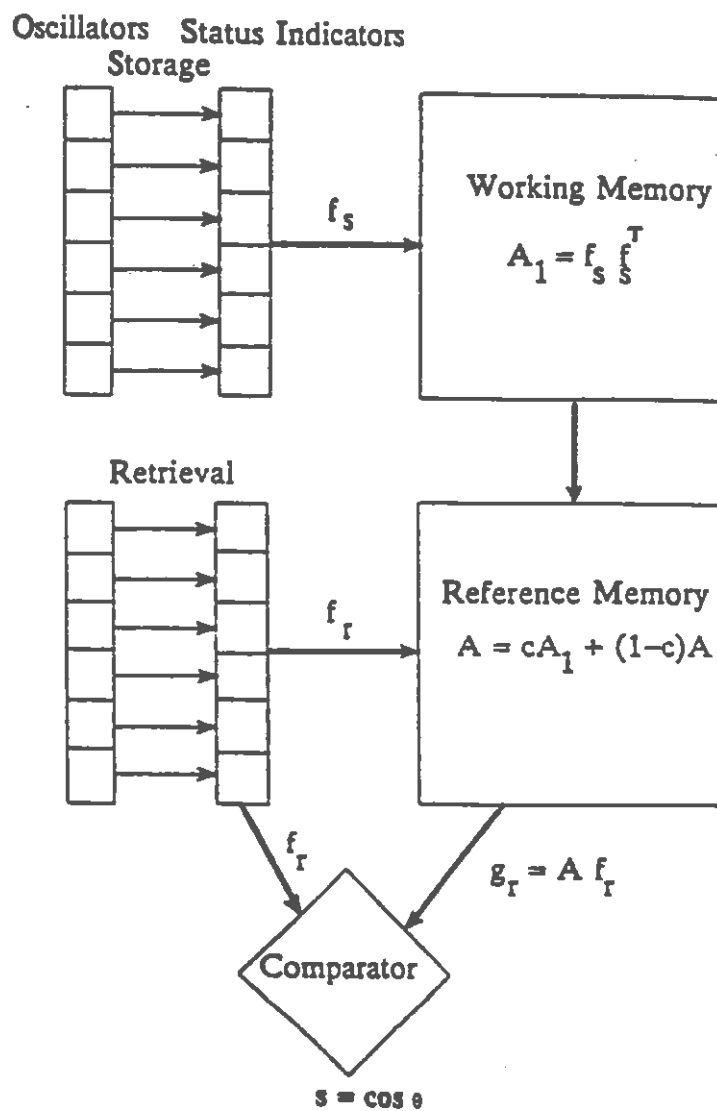 Oscillators Status Indicators
Storage
f_s
Working Memory
A_1 = f_s f_s^T
Retrieval
f_r
Reference Memory
A = cA_1 + (1-c)A
f_r
g_r = A f_r
Comparator
s = cos θ